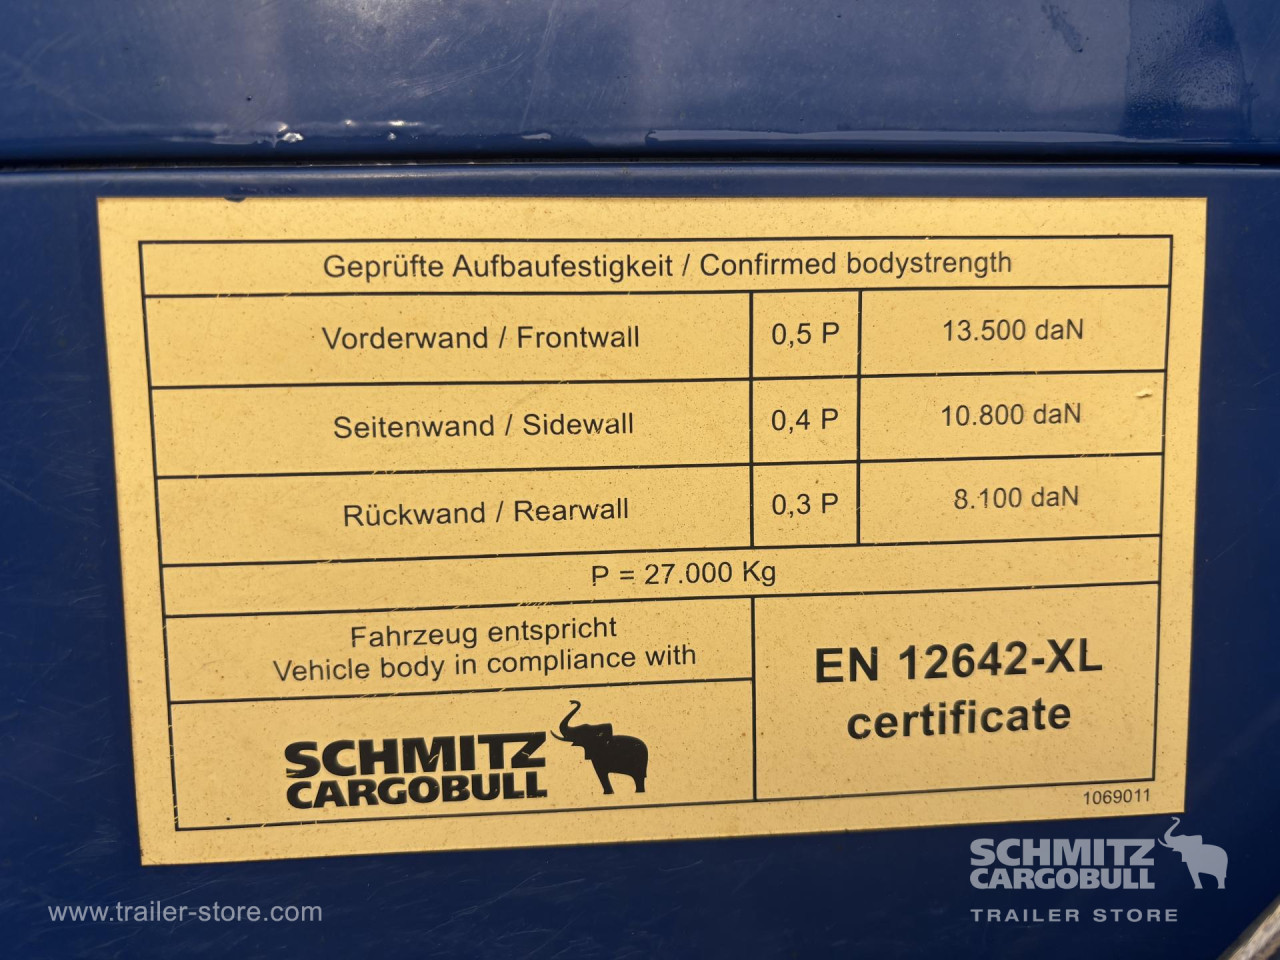 Geprüfte Aufbaufestigkeit / Confirmed bodystrength
Vorderwand / Frontwall 0,5 P 13.500 daN
Seitenwand / Sidewall 0,4 P 10.800 daN
Rückwand / Rearwall 0,3 P 8.100 daN
P = 27.000 Kg
Fahrzeug entspricht
Vehicle body in compliance with
EN 12642-XL
certificate
SCHMITZ
CARGOBULL
1069011
SCHMITZ
CARGOBULL
TRAILER STORE
www.trailer-store.com